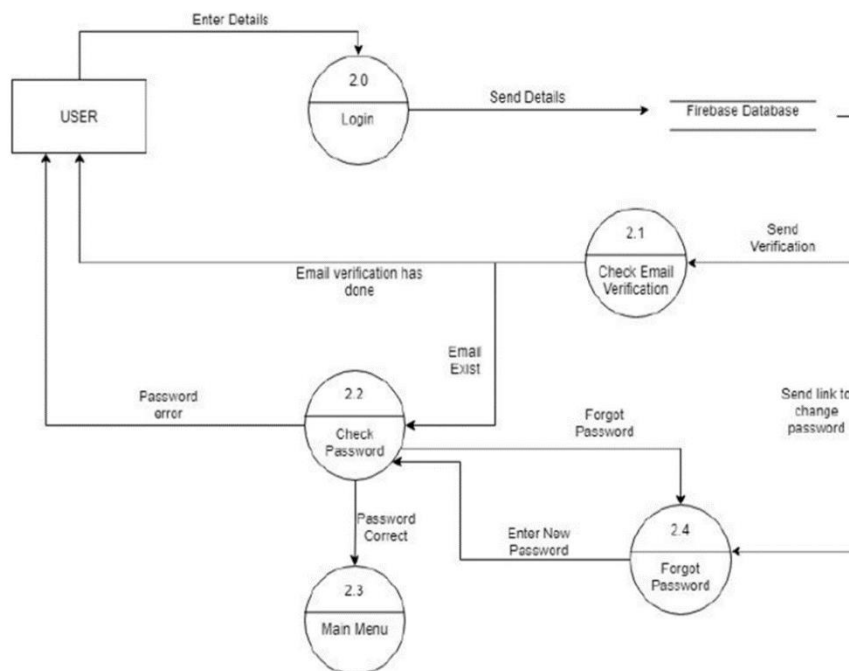 Enter Details
2.0
Login
USER
Send Details
Firebase Database
2.1
Check Email
Verification
Send
Verification
Email verification has
done
Email
Exist
Password
error
2.2
Check
Password
Forgot
Password
Send link to
change
password
Password
Correct
Enter New
Password
2.4
Forgot
Password
2.3
Main Menu